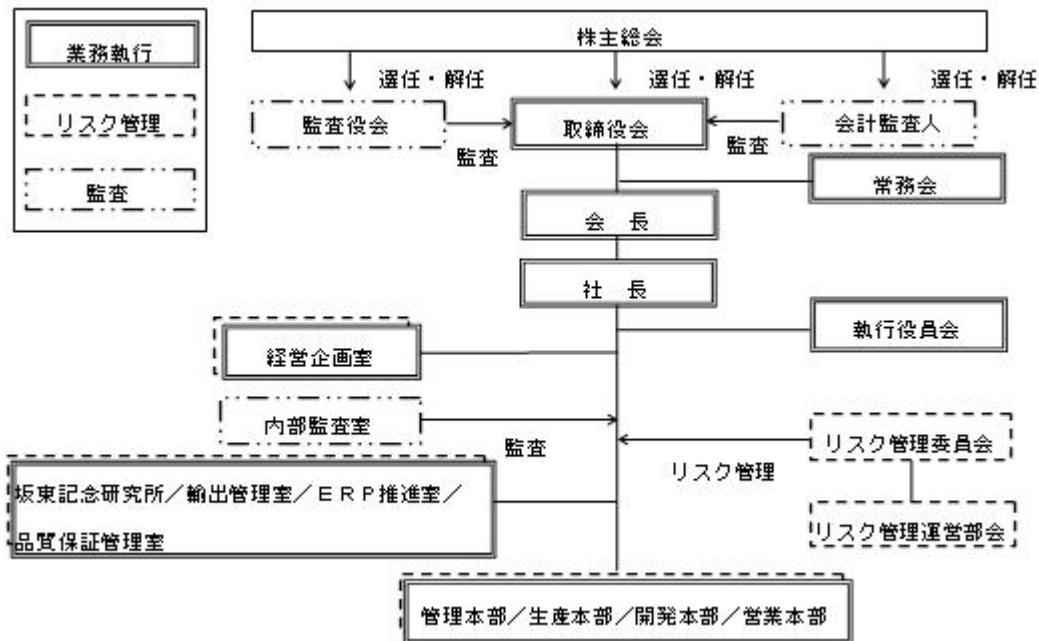 業務執行
リスク管理
監査
株主総会
選任・解任
選任・解任
選任・解任
監査役会
取締役会
会計監査人
監査
監査
常務会
会　長
社　長
執行役員会
経営企画室
内部監査室
監査
リスク管理委員会
リスク管理
坂東記念研究所／輸出管理室／ＥＲＰ推進室／
品質保証管理室
リスク管理運営部会
管理本部／生産本部／開発本部／営業本部